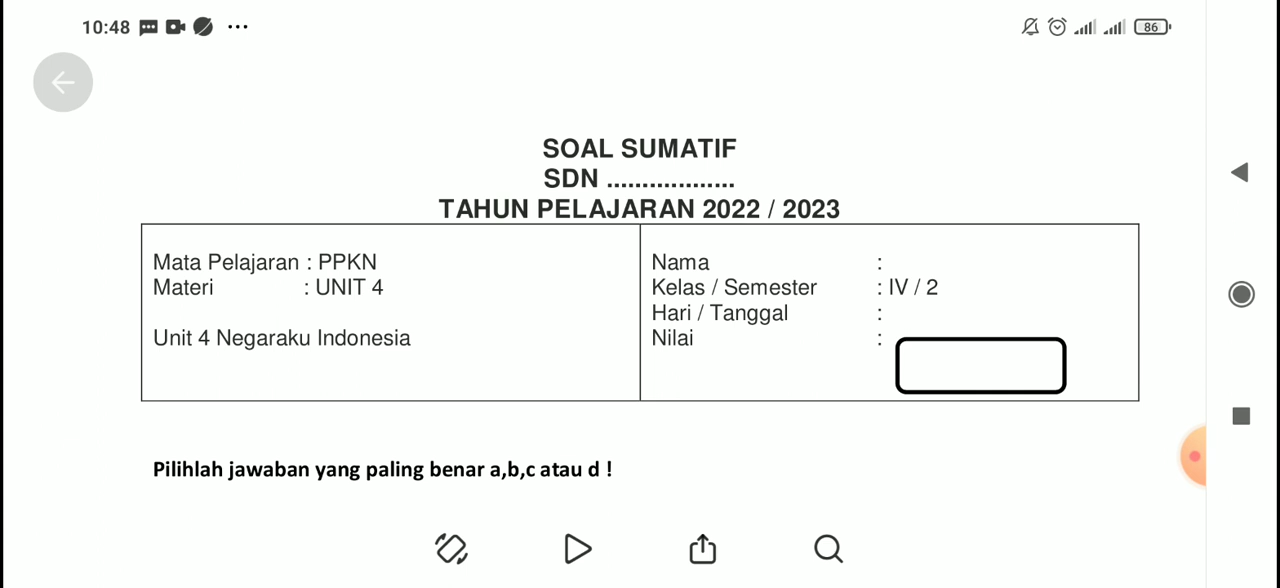 10:48
86
SOAL SUMATIF
SDN ..................
TAHUN PELAJARAN 2022 / 2023
Mata Pelajaran : PPKN
Materi : UNIT 4
Unit 4 Negaraku Indonesia
Nama :
Kelas / Semester : IV / 2
Hari / Tanggal :
Nilai :
Pilihlah jawaban yang paling benar a,b,c atau d !